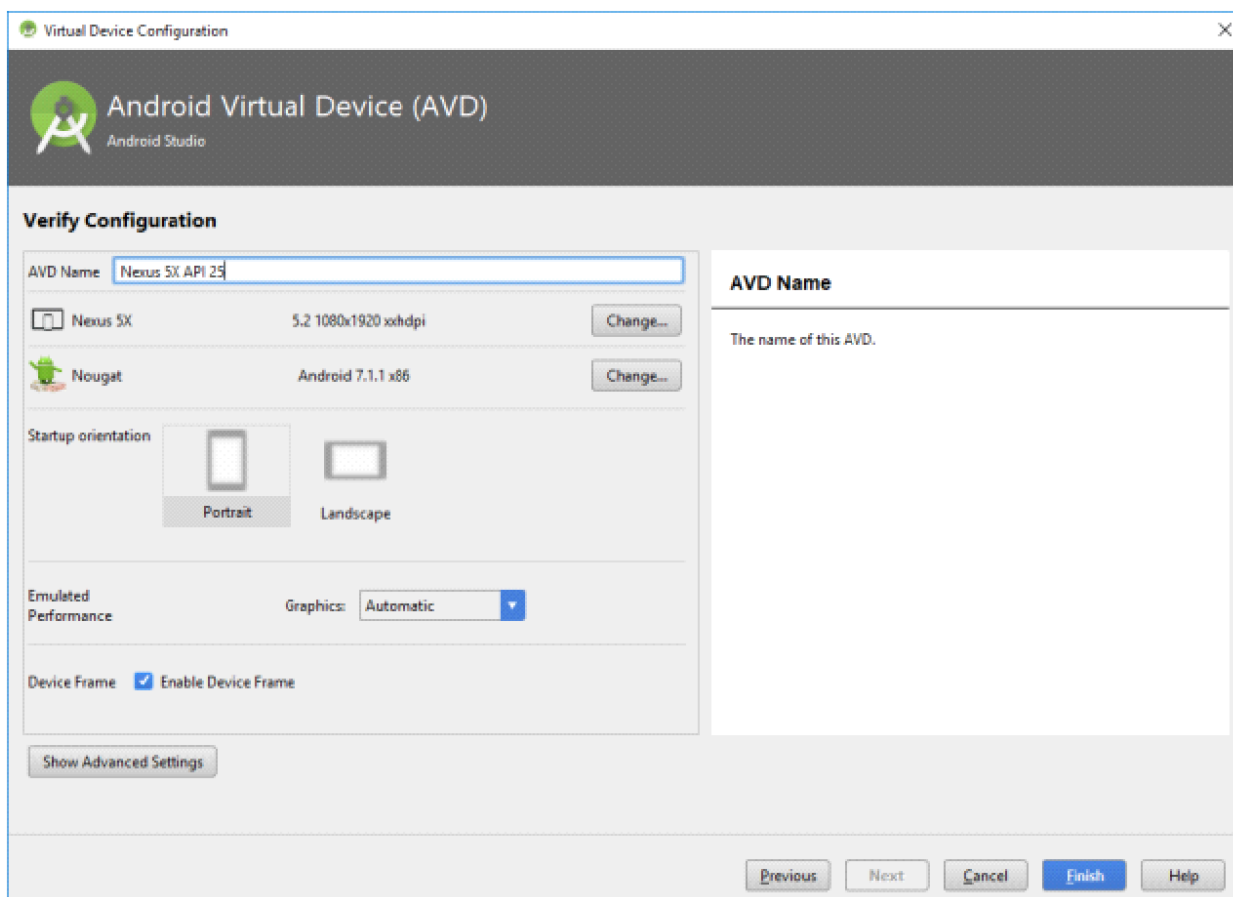 Virtual Device Configuration
Android Virtual Device (AVD)
Android Studio
Verify Configuration
AVD Name Nexus 5X API 25
Nexus 5X 5.2 1080x1920 xxhdpi Change...
Nougat Android 7.1.1 x86 Change...
Startup orientation
Portrait Landscape
Emulated
Performance
Graphics: Automatic
Device Frame Enable Device Frame
Show Advanced Settings
AVD Name
The name of this AVD.
Previous Next Cancel Finish Help